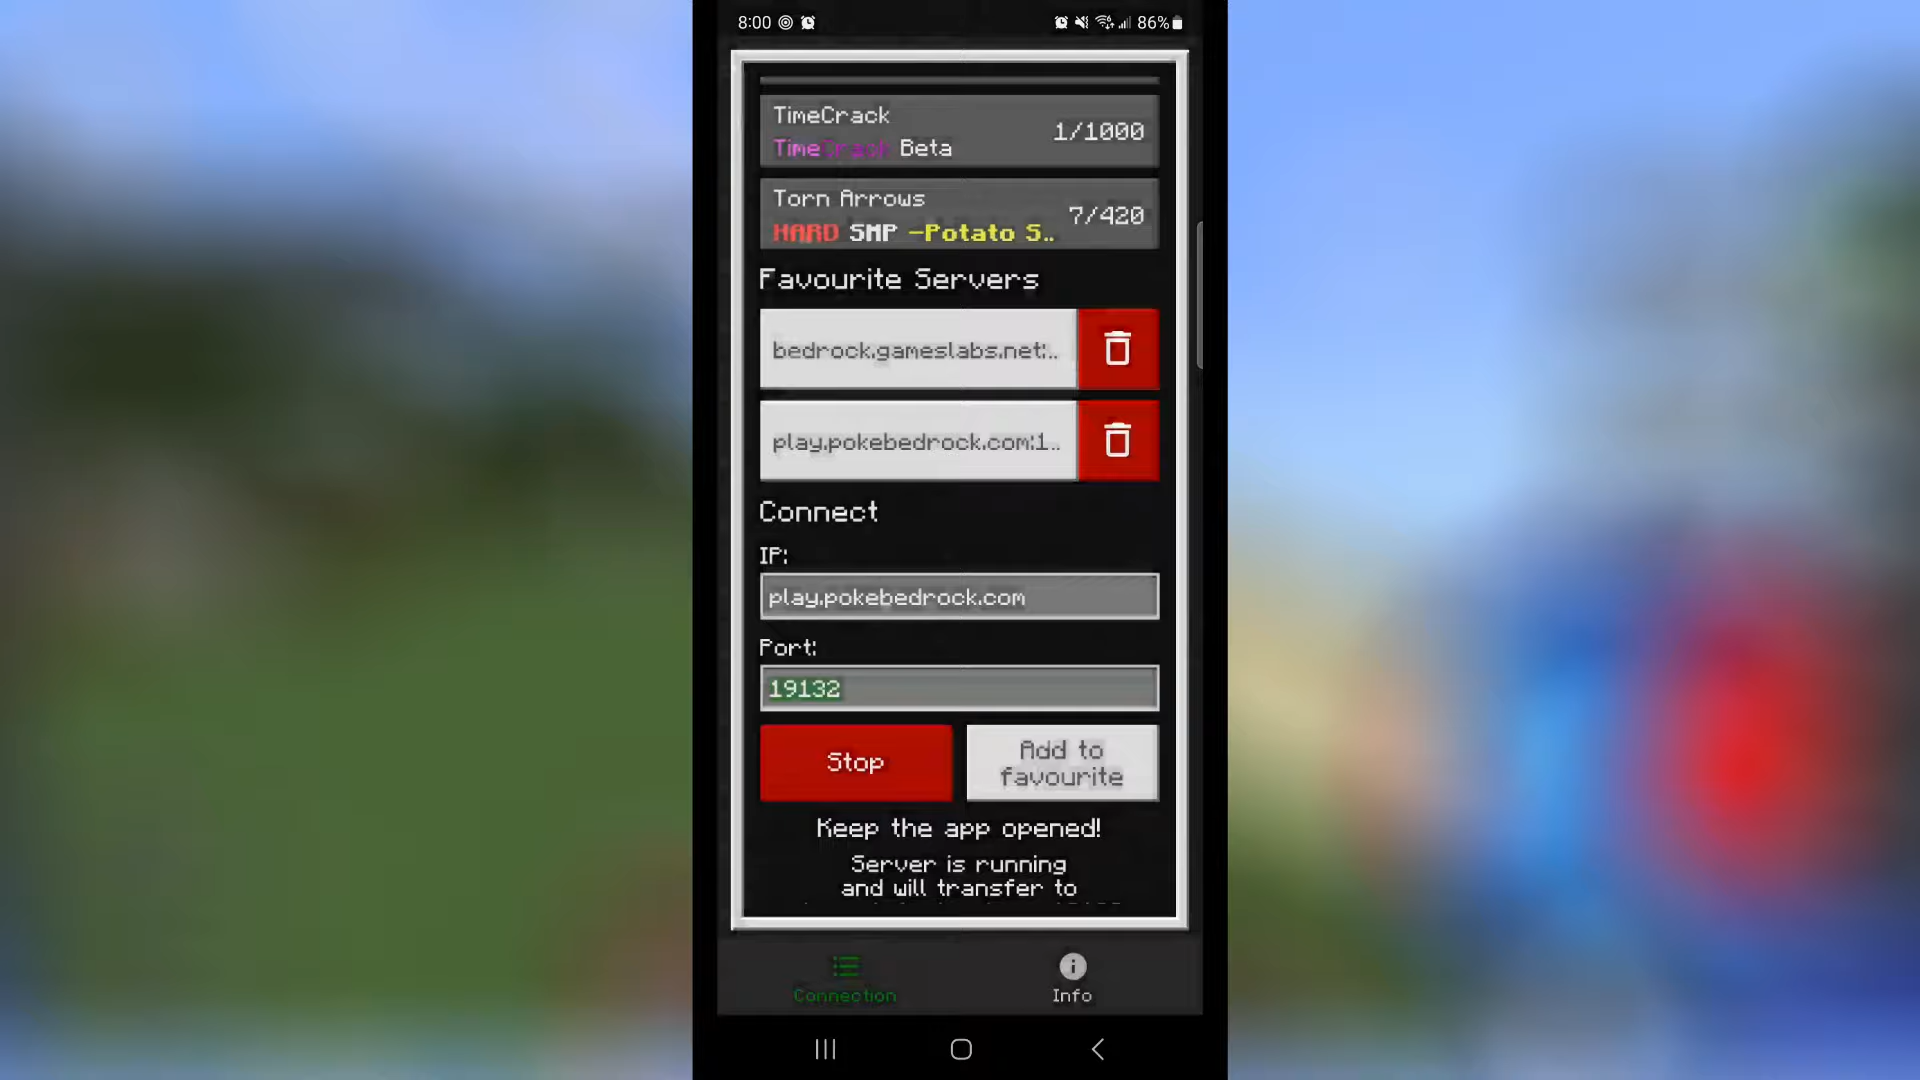 8:00
86%
TimeCrack
1/1000
TimeCrack Beta
Torn Arrows
7/420
HARD SMP -Potato S..
Favourite Servers
bedrock.gameslabs.net:..
play.pokebedrock.com:1..
Connect
IP:
play.pokebedrock.com
Port:
19132
Stop
Add to
favourite
Keep the app opened!
Server is running
and will transfer to
Connection
Info